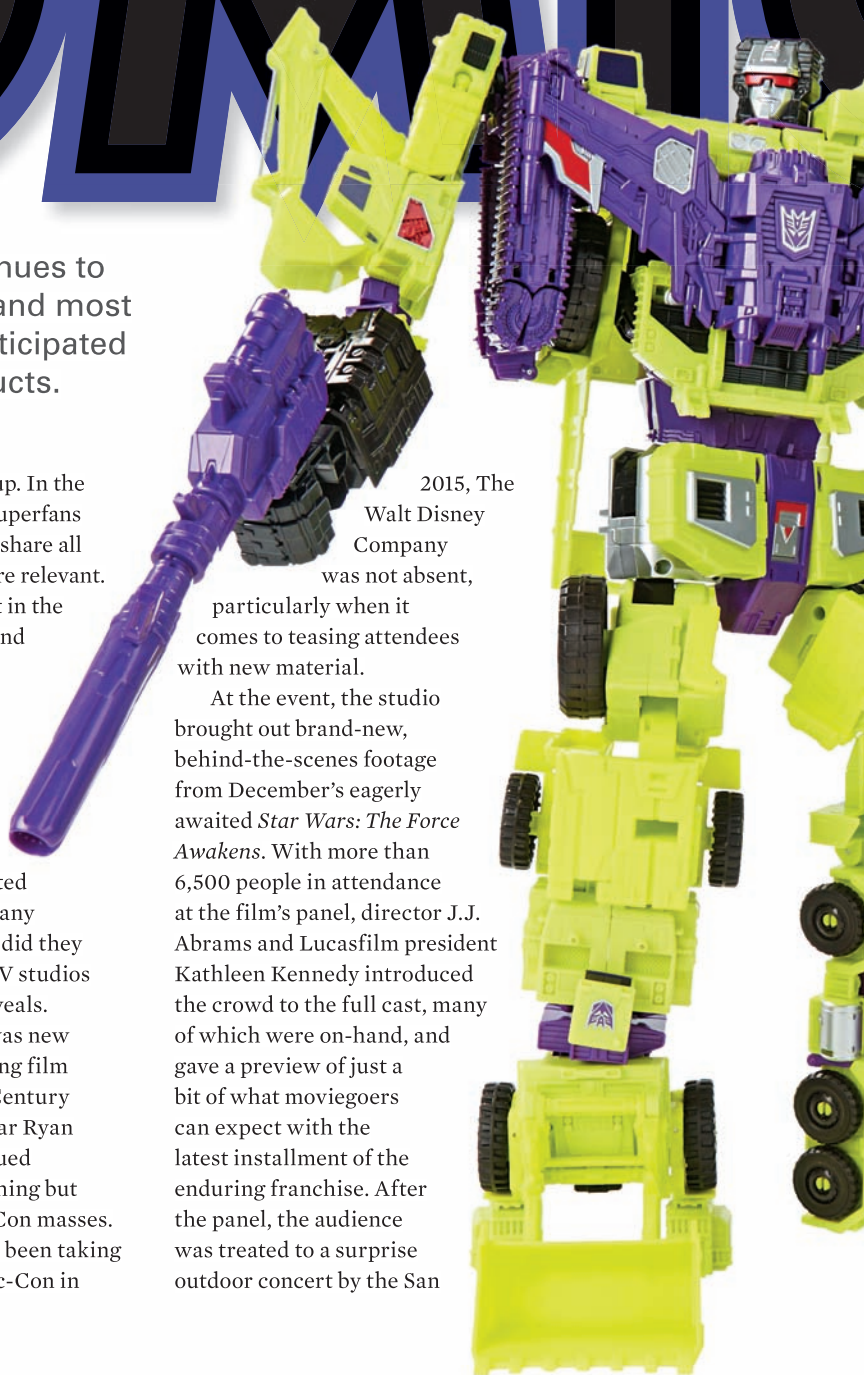 nues to
and most
ticipated
ucts.
up. In the
uperfans
share all
re relevant.
t in the
nd
ted
any
did they
V studios
veals.
vas new
ng film
Century
ar Ryan
ued
hing but
Con masses.
been taking
c-Con in
2015, The
Walt Disney
Company
was not absent,
particularly when it
comes to teasing attendees
with new material.
At the event, the studio
brought out brand-new,
behind-the-scenes footage
from December’s eagerly
awaited Star Wars: The Force
Awakens. With more than
6,500 people in attendance
at the film’s panel, director J.J.
Abrams and Lucasfilm president
Kathleen Kennedy introduced
the crowd to the full cast, many
of which were on-hand, and
gave a preview of just a
bit of what moviegoers
can expect with the
latest installment of the
enduring franchise. After
the panel, the audience
was treated to a surprise
outdoor concert by the San